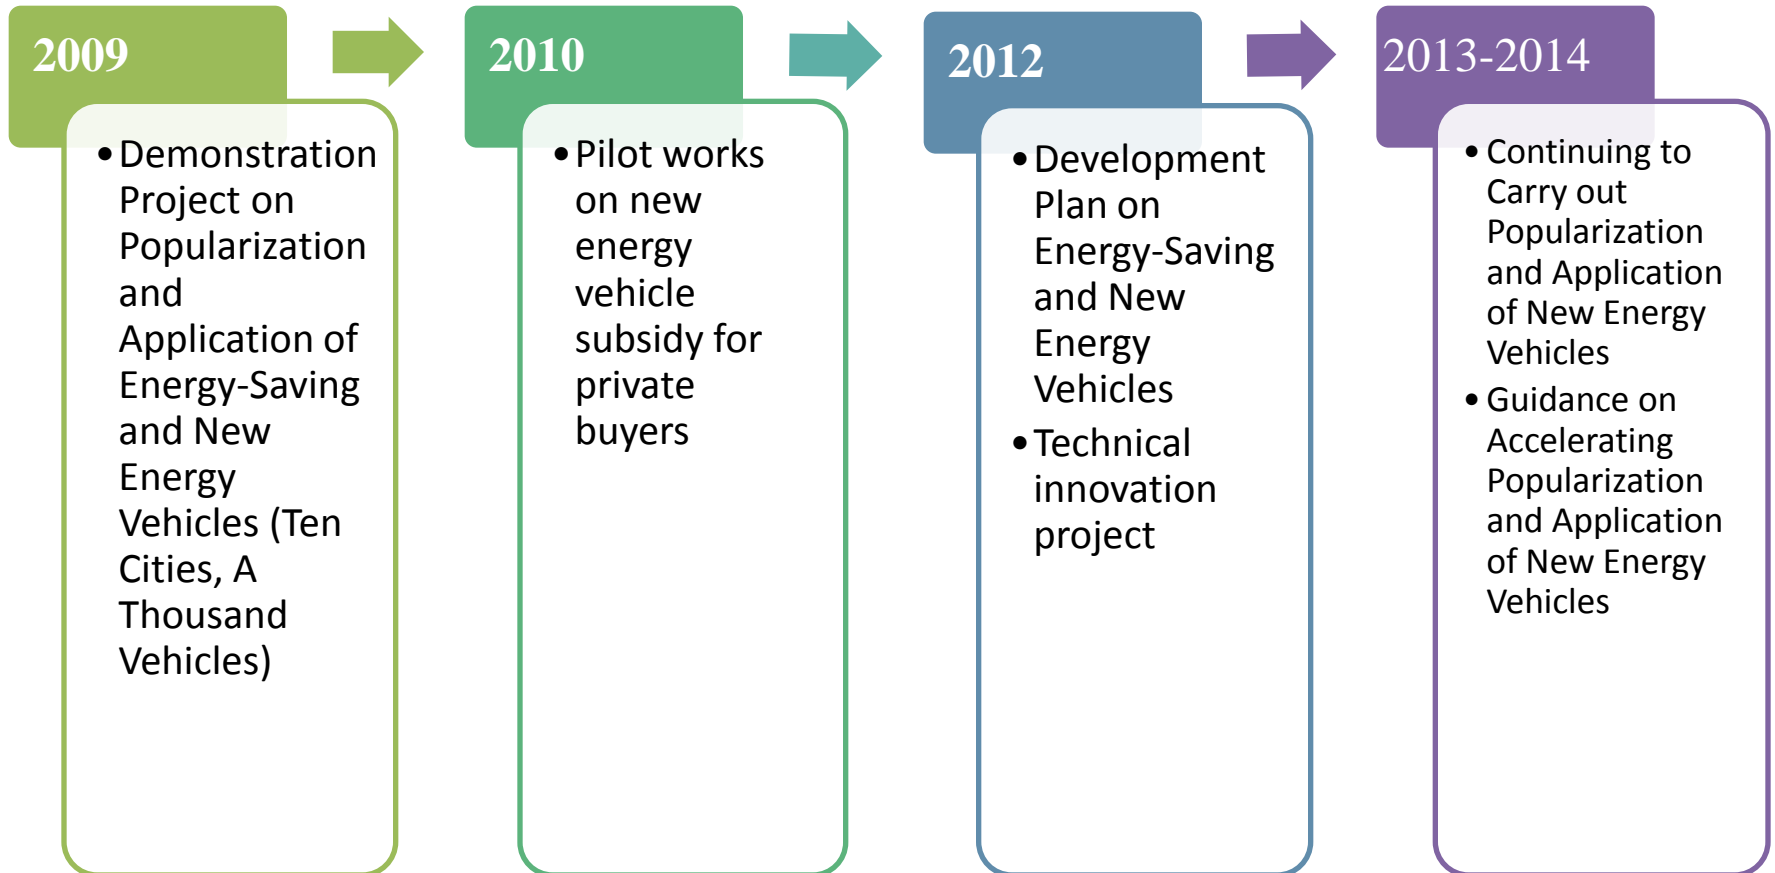 2009
•Demonstration
Project on
Popularization
and
Application of
Energy-Saving
and New
Energy
Vehicles (Ten
Cities, A
Thousand
Vehicles)
2010
•Pilot works
on new
energy
vehicle
subsidy for
private
buyers
2012
•Development
Plan on
Energy-Saving
and New
Energy
Vehicles
•Technical
innovation
project
2013-2014
•Continuing to
Carry out
Popularization
and Application
of New Energy
Vehicles
•Guidance on
Accelerating
Popularization
and Application
of New Energy
Vehicles